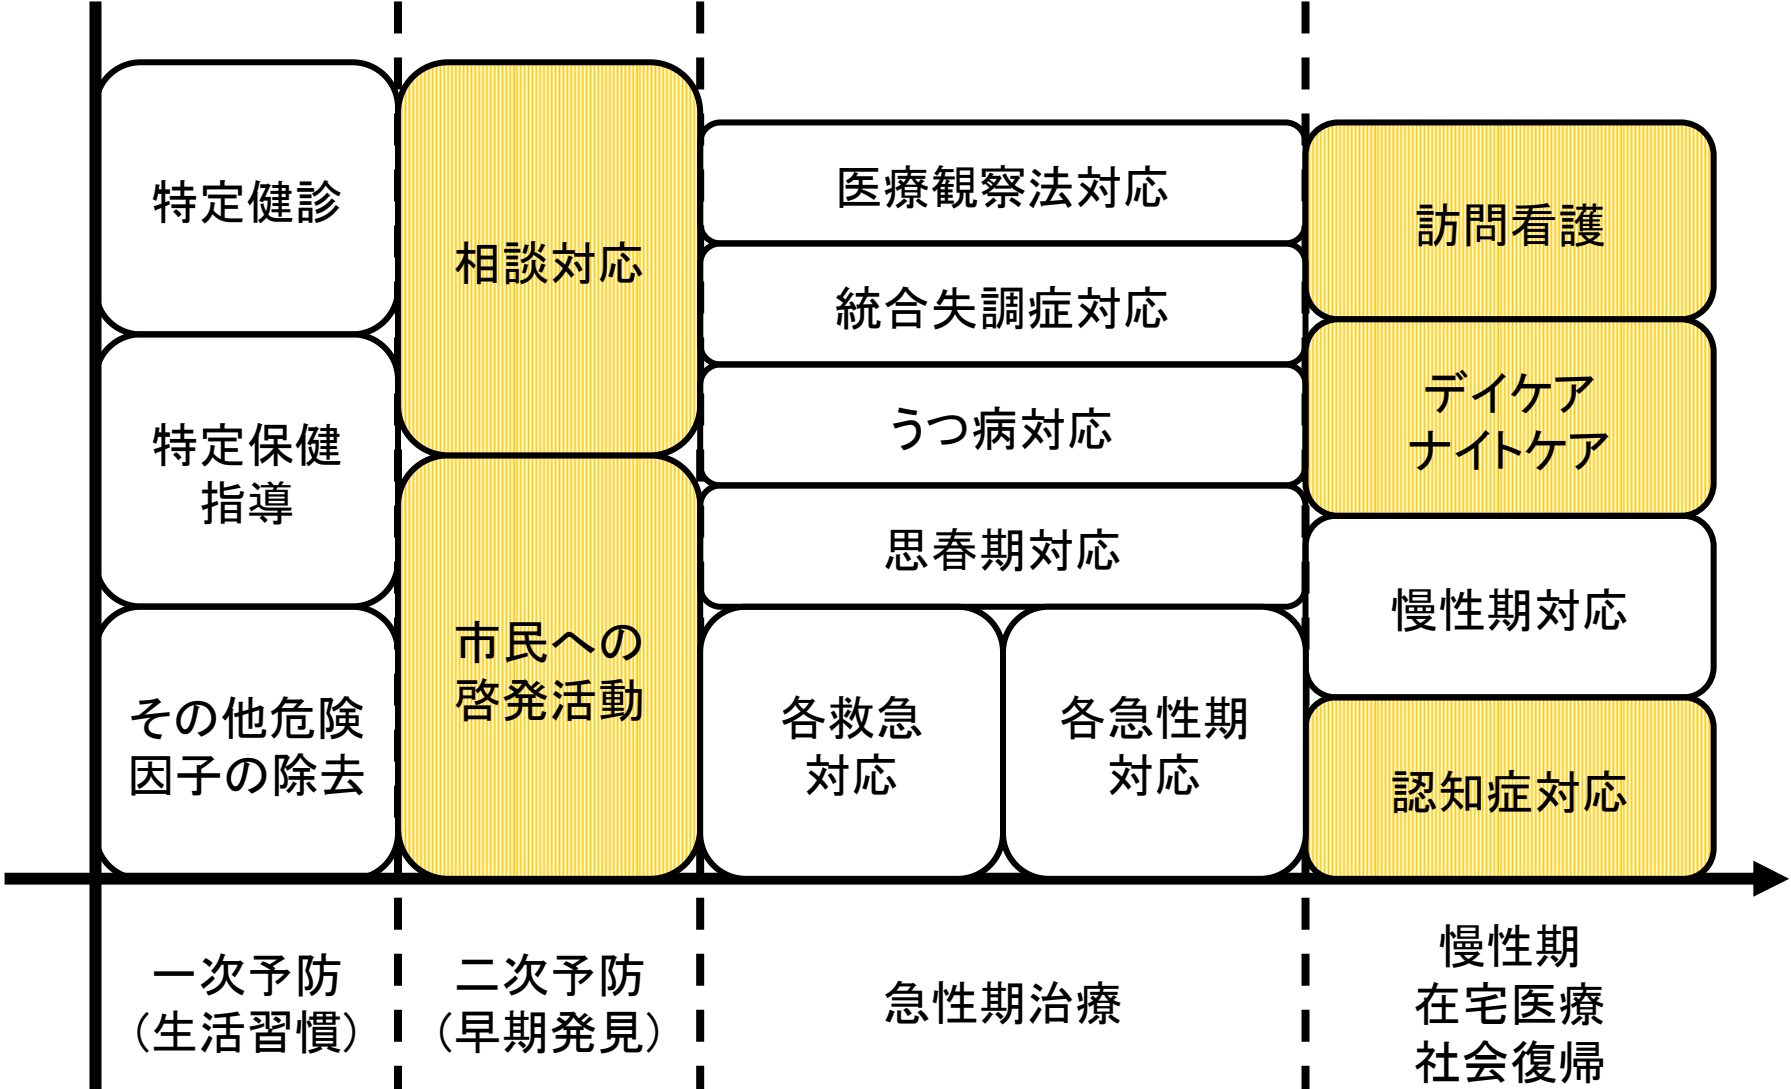 特定健診
特定保健
指導
その他危険
因子の除去
相談対応
市民への
啓発活動
医療観察法対応
統合失調症対応
うつ病対応
思春期対応
各救急
対応
各急性期
対応
訪問看護
デイケア
ナイトケア
慢性期対応
認知症対応
一次予防
（生活習慣）
二次予防
（早期発見）
急性期治療
慢性期
在宅医療
社会復帰